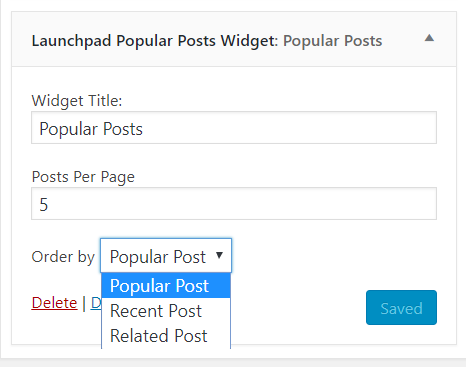 Launchpad Popular Posts Widget: Popular Posts
Widget Title:
Popular Posts
Posts Per Page
5
Order by Popular Post
Popular Post
Recent Post
Related Post
Delete | D
Saved